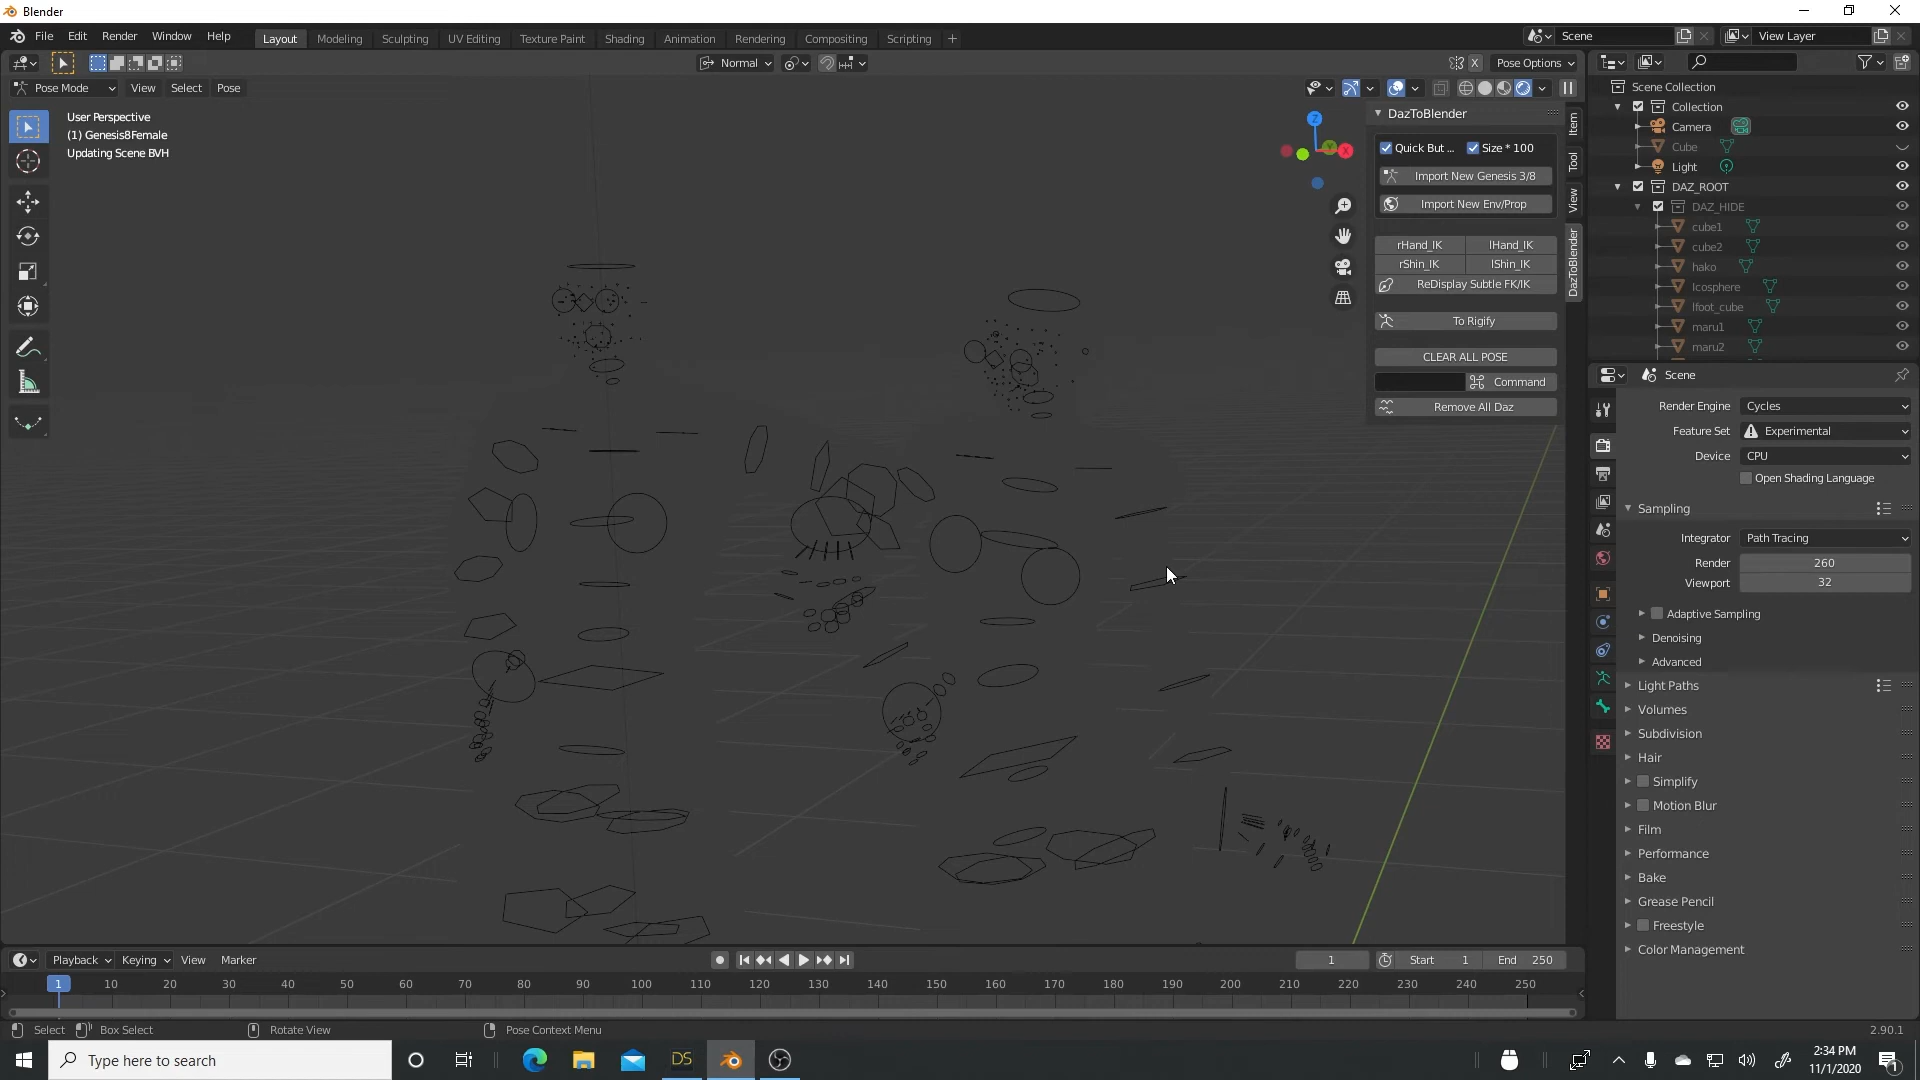 Blender
File Edit Render Window Help
Layout Modeling Sculpting UV Editing Texture Paint Shading Animation Rendering Compositing Scripting +
Scene
View Layer
Normal
X
Pose Options
Pose Mode View Select Pose
User Perspective
(1) Genesis8Female
Updating Scene BVH
Z
Y
X
DazToBlender
Quick But ... Size * 100
Import New Genesis 3/8
Import New Env/Prop
rHand_IK lHand_IK
rShin_IK lShin_IK
ReDisplay Subtle FK/IK
To Rigify
CLEAR ALL POSE
Command
Remove All Daz
Item
Tool
View
DazToBlender
Scene Collection
Collection
Camera
Cube
Light
DAZ_ROOT
DAZ_HIDE
cube1
cube2
hako
Icosphere
lfoot_cube
maru1
maru2
Scene
Render Engine Cycles
Feature Set Experimental
Device CPU
Open Shading Language
Sampling
Integrator Path Tracing
Render 260
Viewport 32
Adaptive Sampling
Denoising
Advanced
Light Paths
Volumes
Subdivision
Hair
Simplify
Motion Blur
Film
Performance
Bake
Grease Pencil
Freestyle
Color Management
Playback Keying View Marker
1 Start 1 End 250
1 10 20 30 40 50 60 70 80 90 100 110 120 130 140 150 160 170 180 190 200 210 220 230 240 250
Select Box Select Rotate View Pose Context Menu 2.90.1
Type here to search
DS
2:34 PM
11/1/2020
1